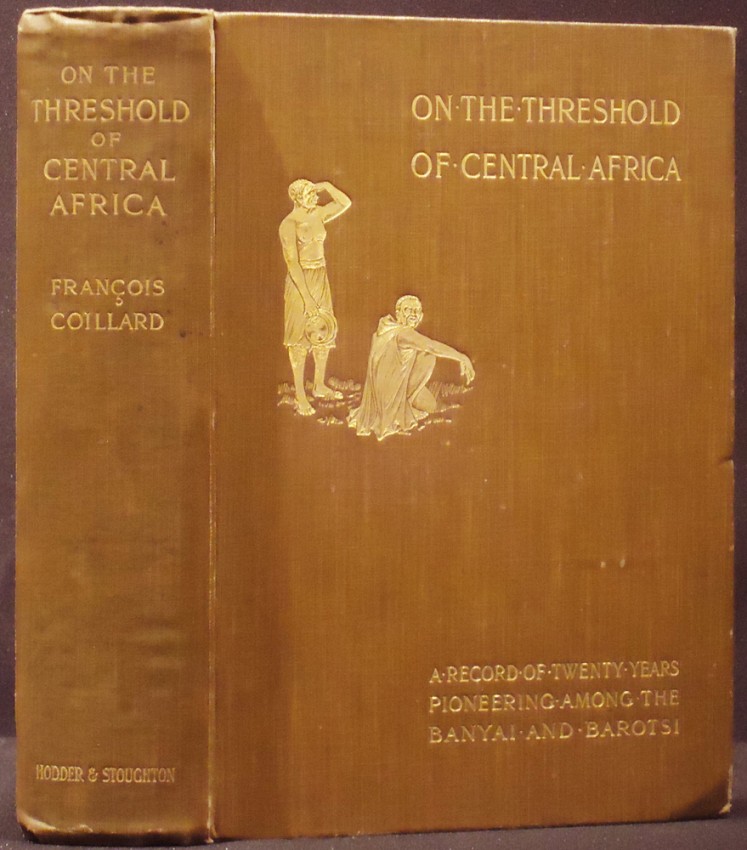 ON THE
THRESHOLD
OF
CENTRAL
AFRICA
FRANÇOIS
COILLARD
HODDER & STOUGHTON
ON·THE·THRESHOLD
OF·CENTRAL·AFRICA
A·RECORD·OF·TWENTY·YEARS
PIONEERING·AMONG·THE
BANYAI·AND·BAROTSI